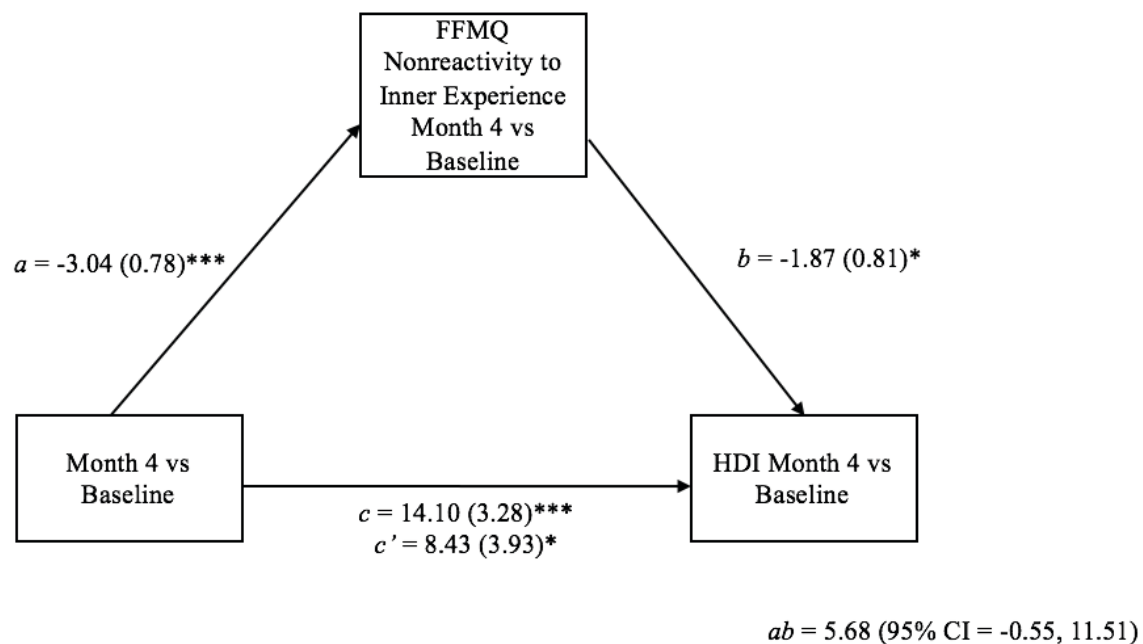 FFMQ
Nonreactivity to
Inner Experience
Month 4 vs
Baseline
a = -3.04 (0.78)***
b = -1.87 (0.81)*
Month 4 vs
Baseline
HDI Month 4 vs
Baseline
c = 14.10 (3.28)***
c’ = 8.43 (3.93)*
ab = 5.68 (95% CI = -0.55, 11.51)